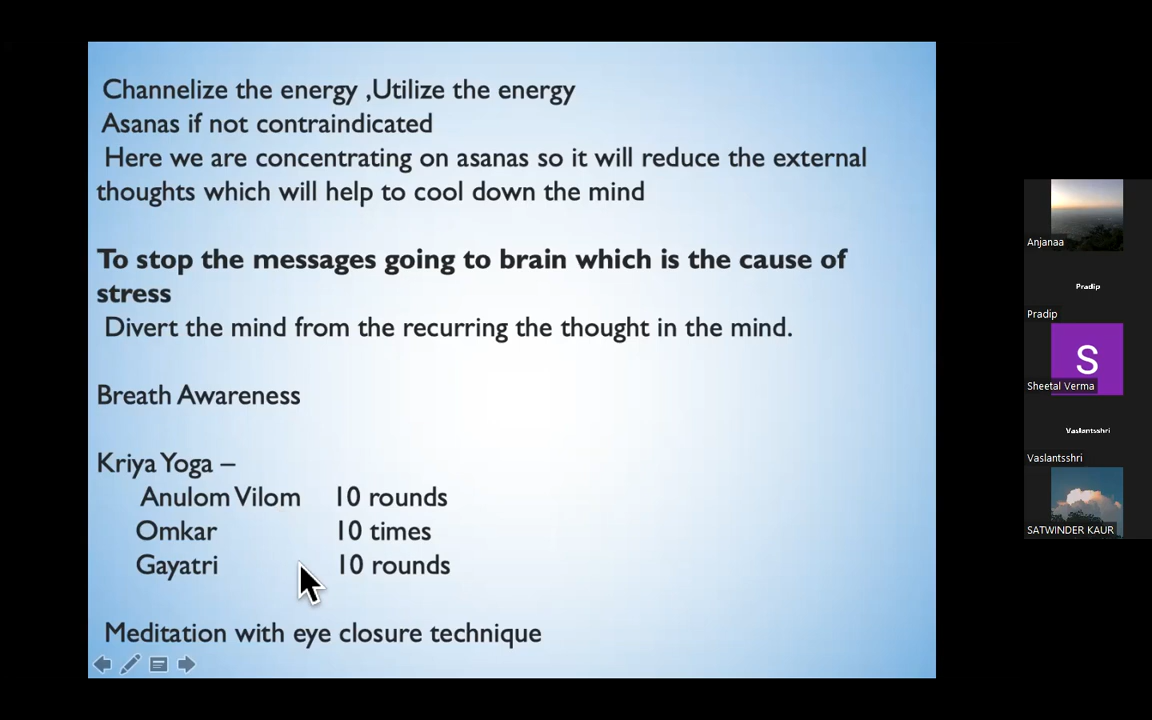 Channelize the energy ,Utilize the energy
Asanas if not contraindicated
Here we are concentrating on asanas so it will reduce the external
thoughts which will help to cool down the mind
To stop the messages going to brain which is the cause of
stress
Divert the mind from the recurring the thought in the mind.
Breath Awareness
Kriya Yoga –
Anulom Vilom 10 rounds
Omkar 10 times
Gayatri 10 rounds
Meditation with eye closure technique
Anjanaa
Pradip
Pradip
S
Sheetal Verma
Vaslantsshri
Vaslantsshri
SATWINDER KAUR